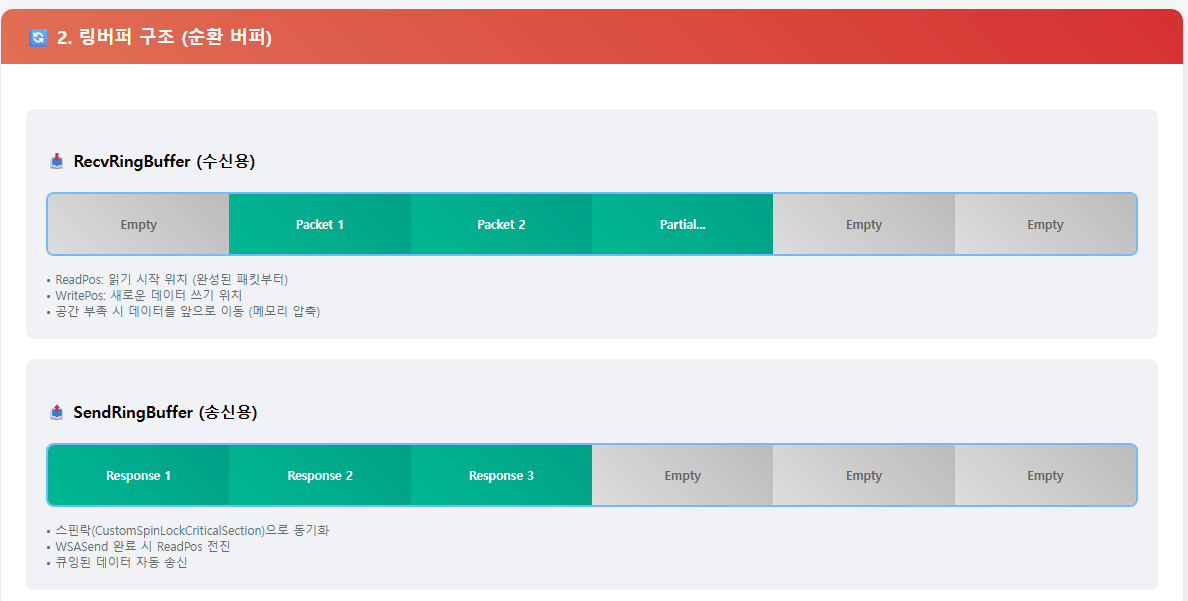 2. 링버퍼 구조 (순환 버퍼)
RecvRingBuffer (수신용)
Empty Packet 1 Packet 2 Partial... Empty Empty
• ReadPos: 읽기 시작 위치 (완성된 패킷부터)
• WritePos: 새로운 데이터 쓰기 위치
• 공간 부족 시 데이터를 앞으로 이동 (메모리 압축)
SendRingBuffer (송신용)
Response 1 Response 2 Response 3 Empty Empty Empty
• 스핀락(CustomSpinLockCriticalSection)으로 동기화
• WSASend 완료 시 ReadPos 전진
• 큐잉된 데이터 자동 송신